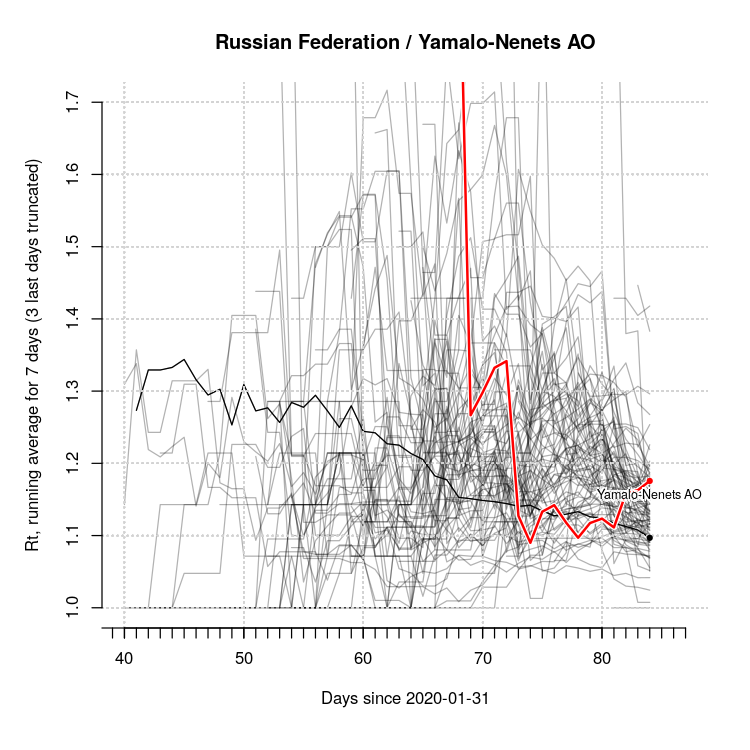 Russian Federation / Yamalo-Nenets AO
Rt, running average for 7 days (3 last days truncated)
1.7
1.6
1.5
1.4
1.3
1.2
1.1
1.0
Yamalo-Nenets AO
40 50 60 70 80
Days since 2020-01-31